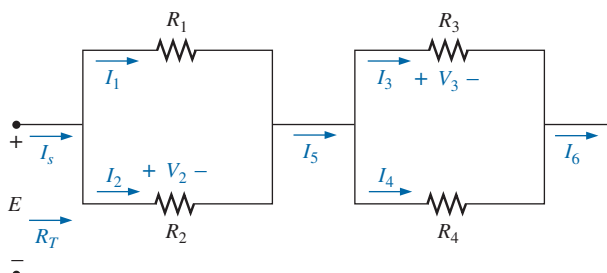 R1 R3
I1 I3 + V3 −
+ Is I2 + V2 − I5 I4 I6
E
RT R2 R4
−